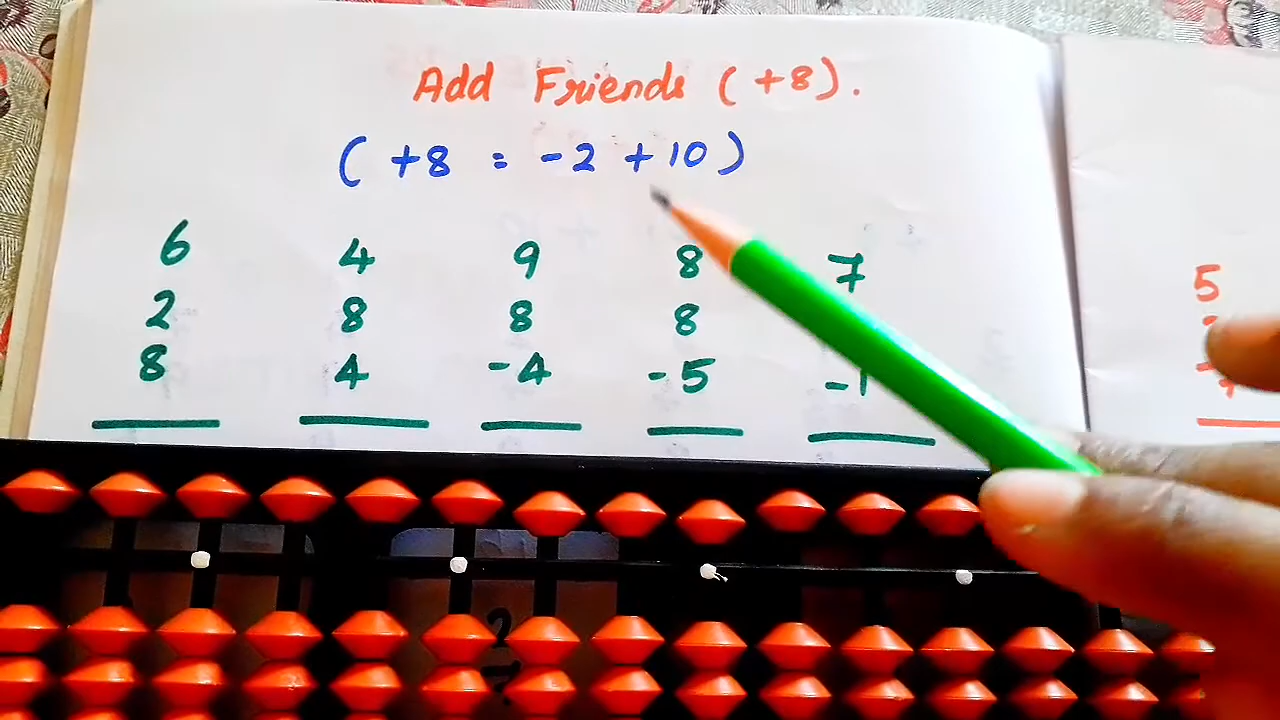 Add Friends (+8).
(+8 = -2 +10)
6 4 9 8 7
2 8 8 8
8 4 -4 -5 -1
5